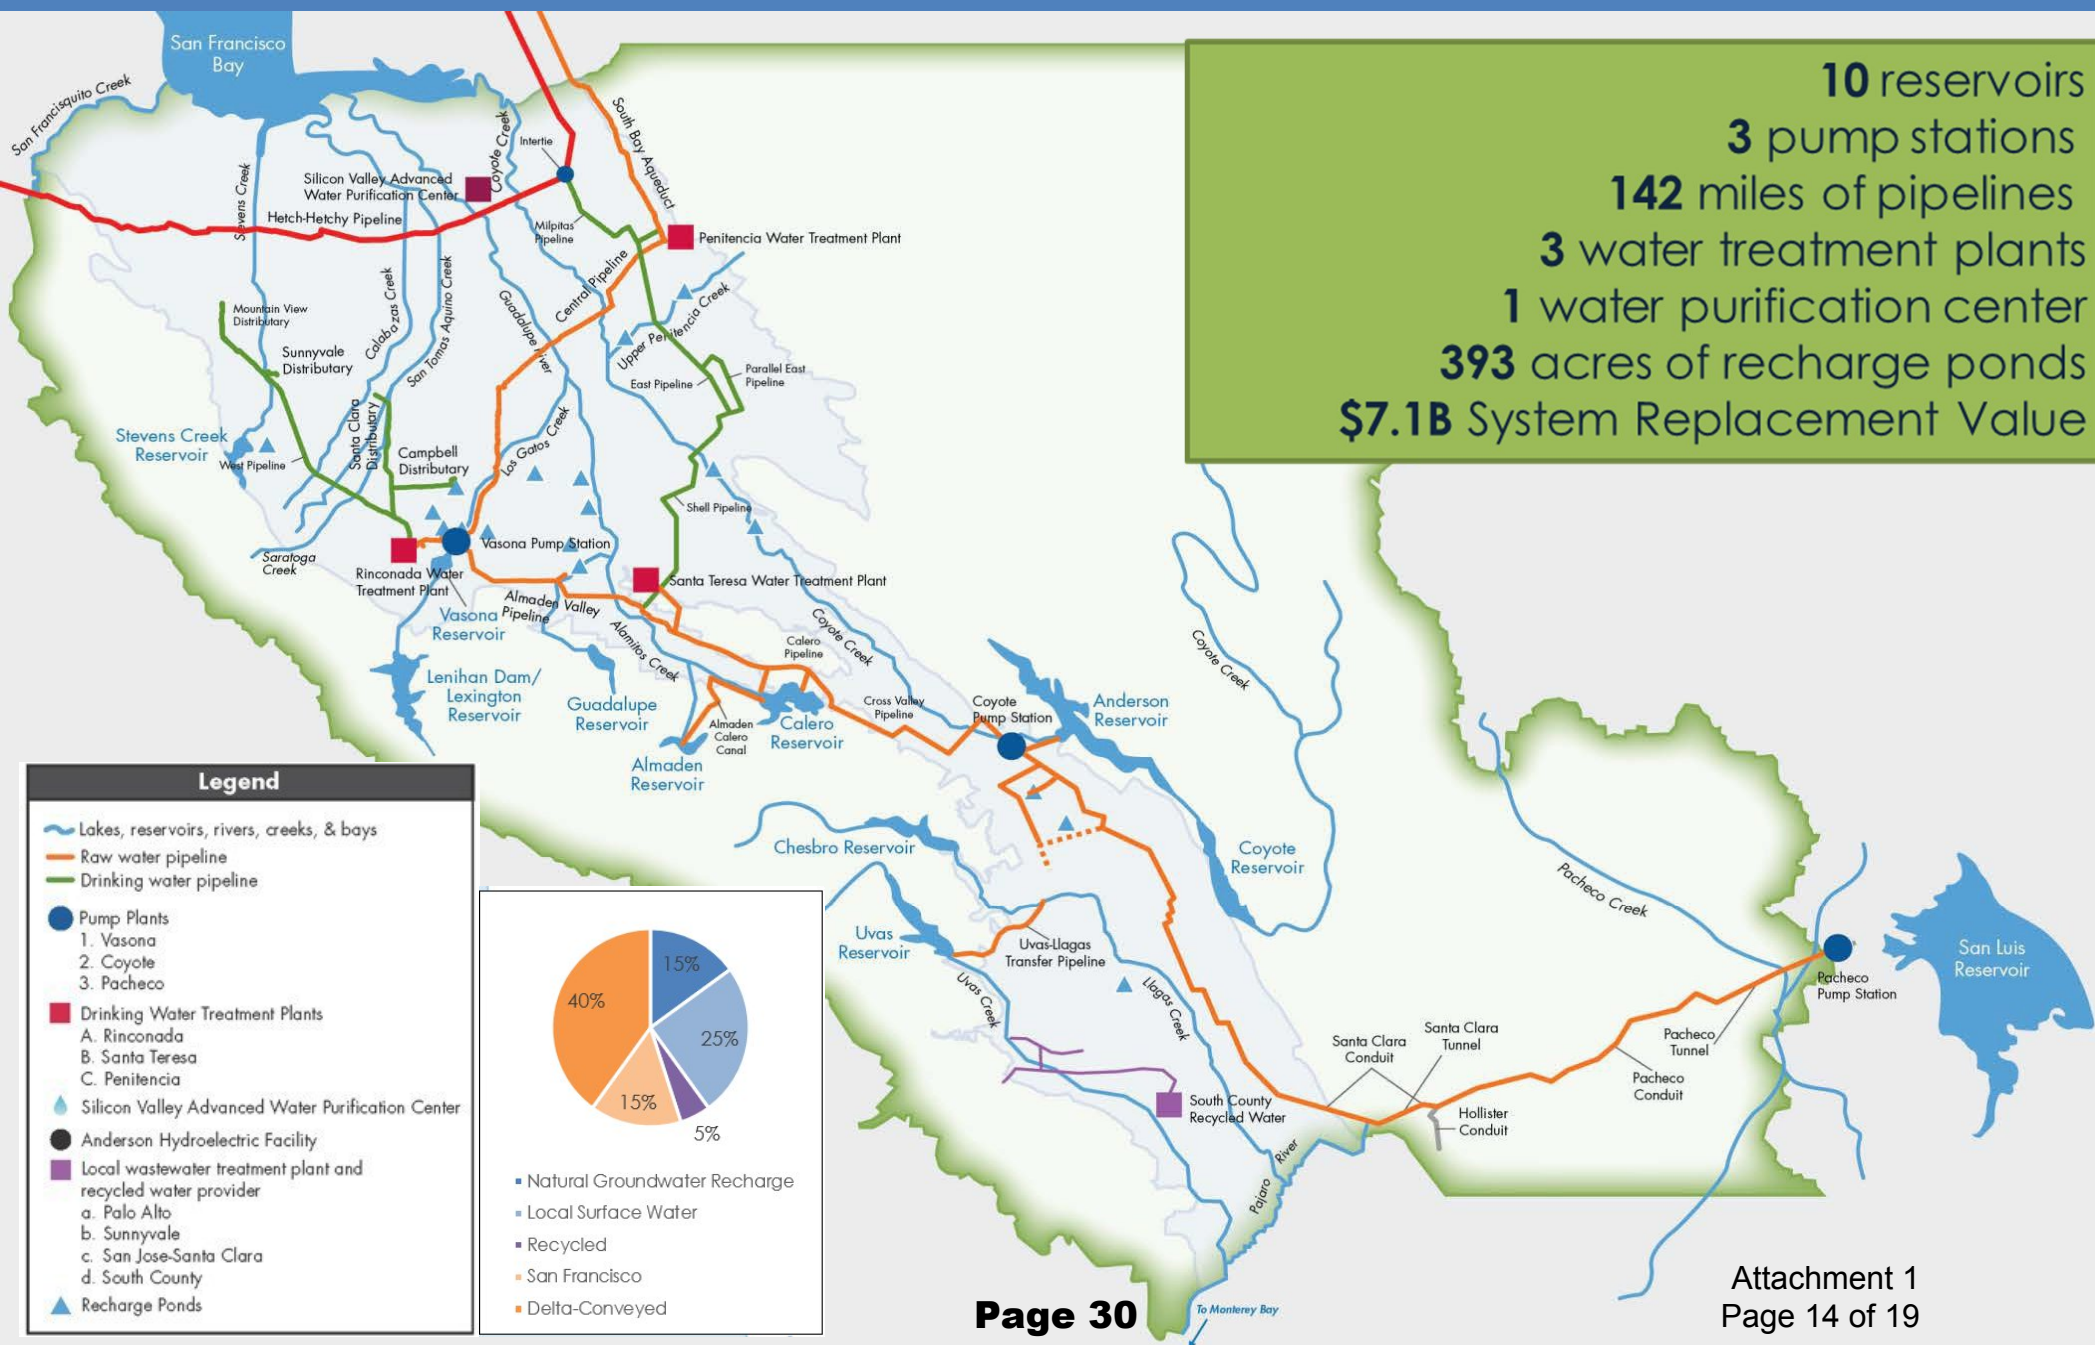 San Francisco
Bay
San Francisquito Creek
10 reservoirs
3 pump stations
142 miles of pipelines
3 water treatment plants
1 water purification center
393 acres of recharge ponds
$7.1B System Replacement Value
South Bay Aqueduct
Coyote Creek
Intertie
Stevens Creek
Silicon Valley Advanced
Water Purification Center
Hetch-Hetchy Pipeline
Milpitas
Pipeline
Penitencia Water Treatment Plant
Central Pipeline
Calabazas Creek
San Tomas Aquino Creek
Guadalupe river
Upper Penitencia Creek
Mountain View
Distributary
Sunnyvale
Distributary
East Pipeline
Parallel East
Pipeline
Santa Clara
Distributary
Stevens Creek
Reservoir
West Pipeline
Campbell
Distributary
Los Gatos Creek
Shell Pipeline
Saratoga
Creek
Vasona Pump Station
Rinconada Water
Treatment Plant
Santa Teresa Water Treatment Plant
Vasona
Reservoir
Almaden Valley
Pipeline
Alamitos Creek
Coyote Creek
Calero
Pipeline
Coyote Creek
Lenihan Dam/
Lexington
Reservoir
Guadalupe
Reservoir
Almaden
Calero
Canal
Calero
Reservoir
Cross Valley
Pipeline
Coyote
Pump Station
Anderson
Reservoir
Almaden
Reservoir
Chesbro Reservoir
Coyote
Reservoir
Pacheco Creek
Uvas
Reservoir
Uvas-Llagas
Transfer Pipeline
Uvas Creek
Llagas Creek
San Luis
Reservoir
Pacheco
Pump Station
Santa Clara
Conduit
Santa Clara
Tunnel
Pacheco
Tunnel
Pacheco
Conduit
South County
Recycled Water
Hollister
Conduit
Pajaro
River
To Monterey Bay
Legend
Lakes, reservoirs, rivers, creeks, & bays
Raw water pipeline
Drinking water pipeline
Pump Plants
1. Vasona
2. Coyote
3. Pacheco
Drinking Water Treatment Plants
A. Rinconada
B. Santa Teresa
C. Penitencia
Silicon Valley Advanced Water Purification Center
Anderson Hydroelectric Facility
Local wastewater treatment plant and
recycled water provider
a. Palo Alto
b. Sunnyvale
c. San Jose-Santa Clara
d. South County
Recharge Ponds
15%
40%
25%
15%
5%
Natural Groundwater Recharge
Local Surface Water
Recycled
San Francisco
Delta-Conveyed
Page 30
Attachment 1
Page 14 of 19